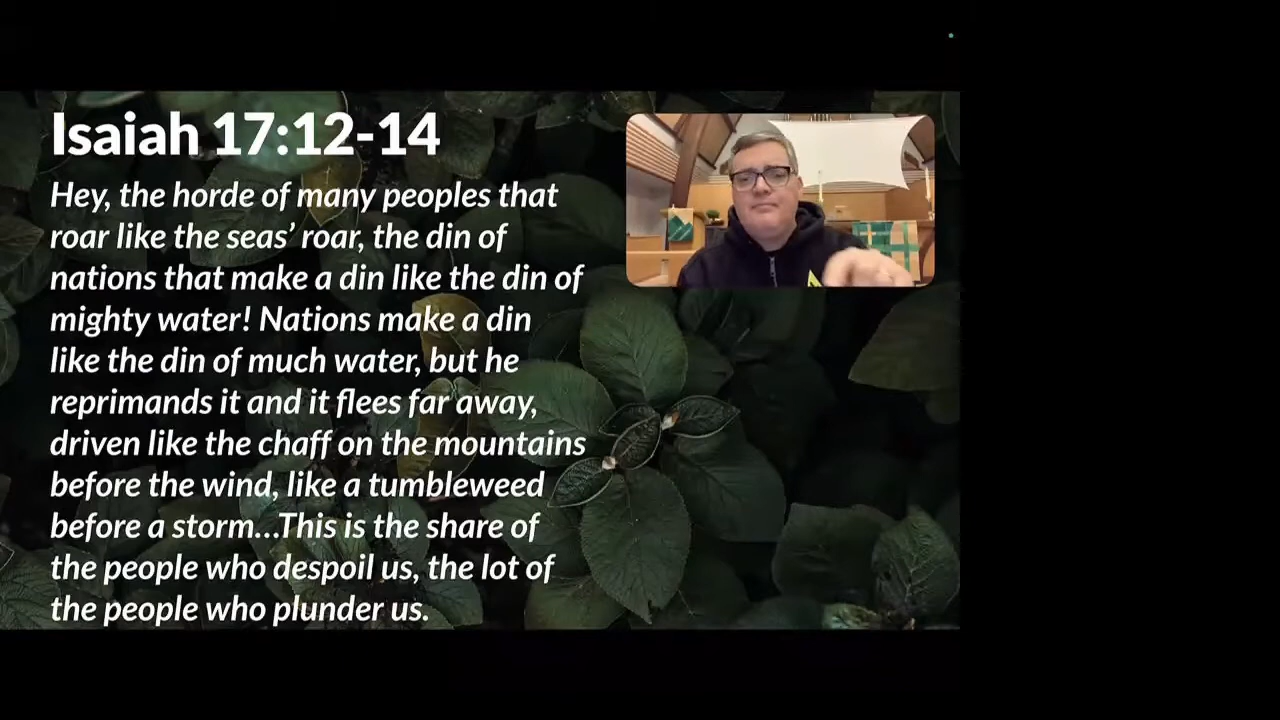 Isaiah 17:12-14
Hey, the horde of many peoples that
roar like the seas’ roar, the din of
nations that make a din like the din of
mighty water! Nations make a din
like the din of much water, but he
reprimands it and it flees far away,
driven like the chaff on the mountains
before the wind, like a tumbleweed
before a storm...This is the share of
the people who despoil us, the lot of
the people who plunder us.